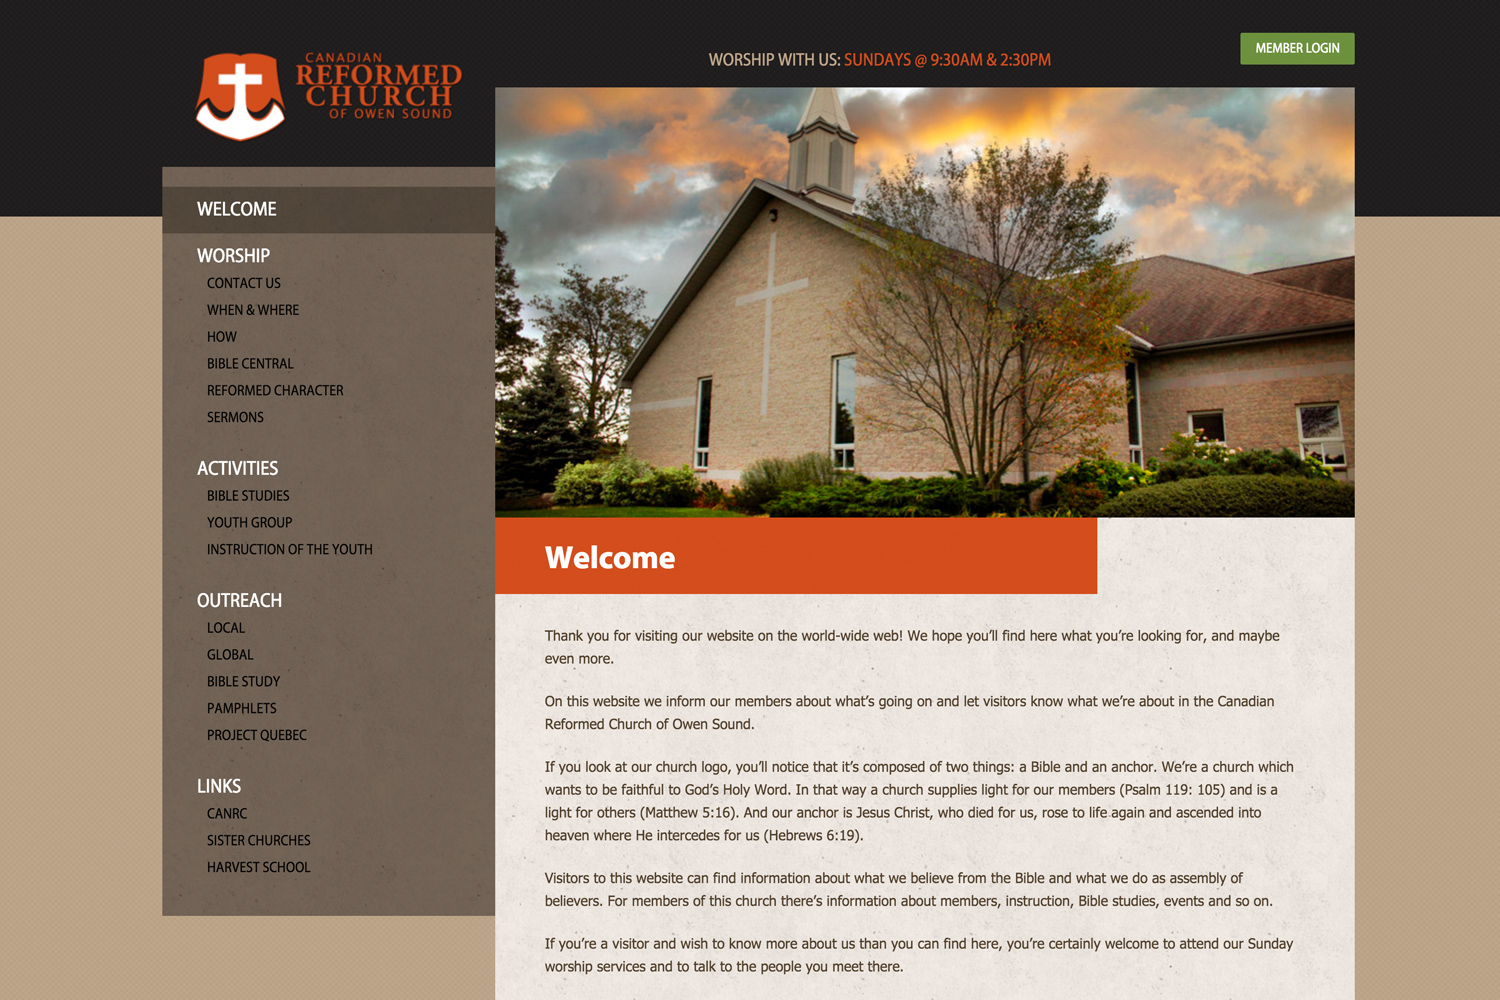 CANADIAN
REFORMED
CHURCH
OF OWEN SOUND
WORSHIP WITH US: SUNDAYS @ 9:30AM & 2:30PM
MEMBER LOGIN
WELCOME
WORSHIP
CONTACT US
WHEN & WHERE
HOW
BIBLE CENTRAL
REFORMED CHARACTER
SERMONS
ACTIVITIES
BIBLE STUDIES
YOUTH GROUP
INSTRUCTION OF THE YOUTH
OUTREACH
LOCAL
GLOBAL
BIBLE STUDY
PAMPHLETS
PROJECT QUEBEC
LINKS
CANRC
SISTER CHURCHES
HARVEST SCHOOL
Welcome
Thank you for visiting our website on the world-wide web! We hope you’ll find here what you’re looking for, and maybe
even more.
On this website we inform our members about what’s going on and let visitors know what we’re about in the Canadian
Reformed Church of Owen Sound.
If you look at our church logo, you’ll notice that it’s composed of two things: a Bible and an anchor. We’re a church which
wants to be faithful to God’s Holy Word. In that way a church supplies light for our members (Psalm 119: 105) and is a
light for others (Matthew 5:16). And our anchor is Jesus Christ, who died for us, rose to life again and ascended into
heaven where He intercedes for us (Hebrews 6:19).
Visitors to this website can find information about what we believe from the Bible and what we do as assembly of
believers. For members of this church there’s information about members, instruction, Bible studies, events and so on.
If you’re a visitor and wish to know more about us than you can find here, you’re certainly welcome to attend our Sunday
worship services and to talk to the people you meet there.